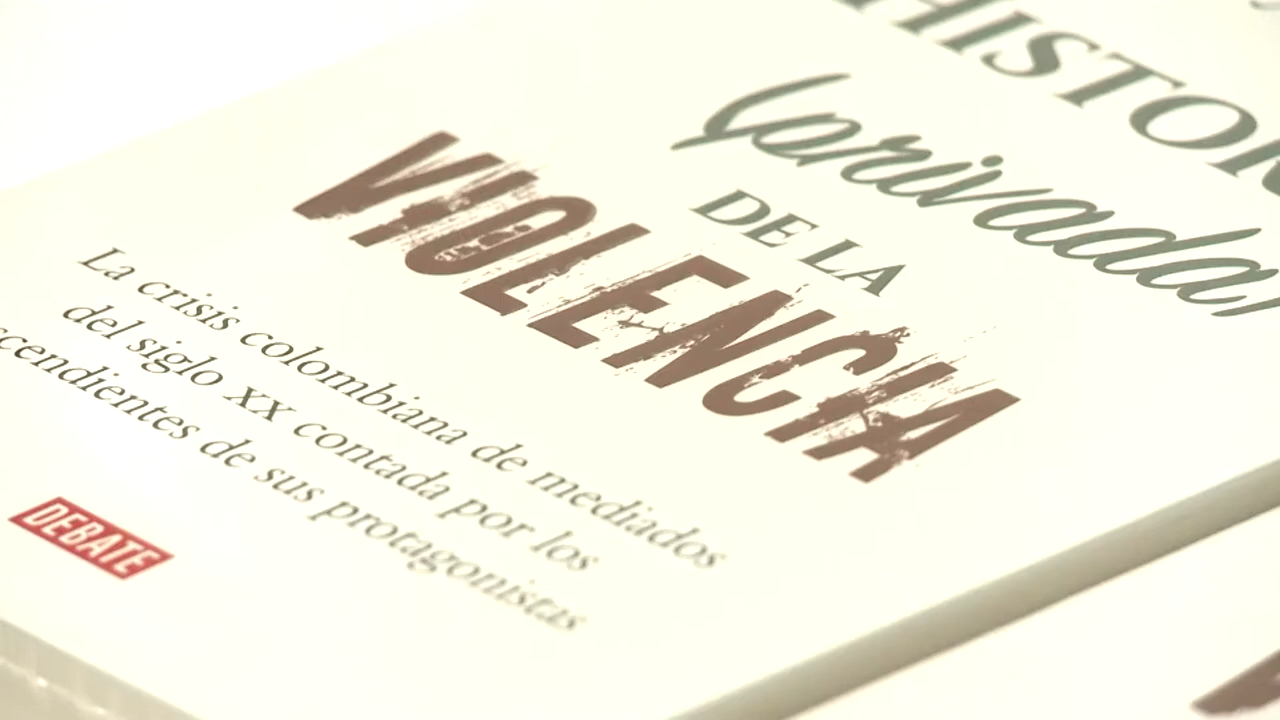 HISTOR
(privada)
DE LA
VIOLENCIA
La crisis colombiana de mediados
del siglo XX contada por los
scendientes de sus protagonistas
DEBATE